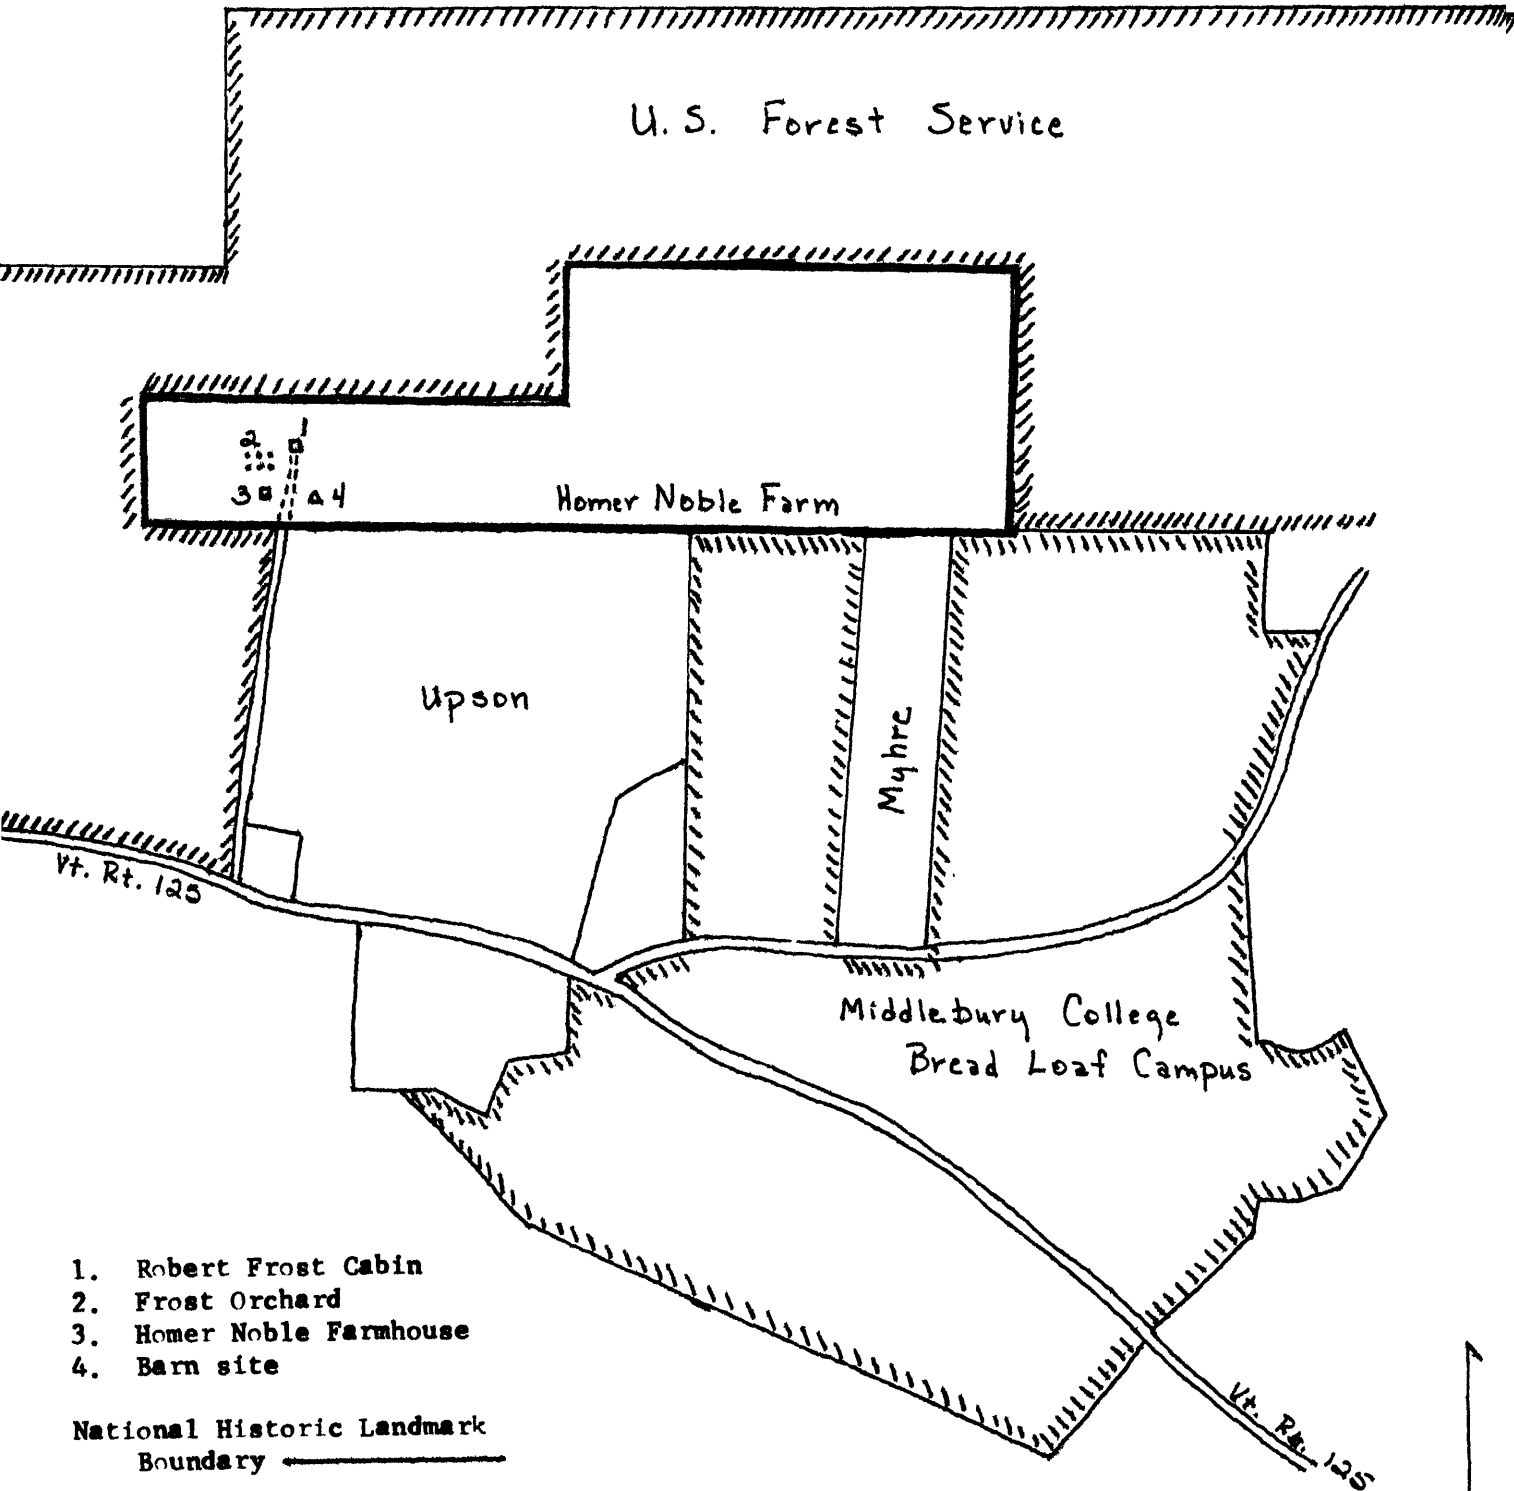 U.S. Forest Service
1
2
3
4
Homer Noble Farm
Upson
Myhre
Vt. Rt. 125
Middlebury College
Bread Loaf Campus
1. Robert Frost Cabin
2. Frost Orchard
3. Homer Noble Farmhouse
4. Barn site
National Historic Landmark
Boundary
Vt. Rt. 125